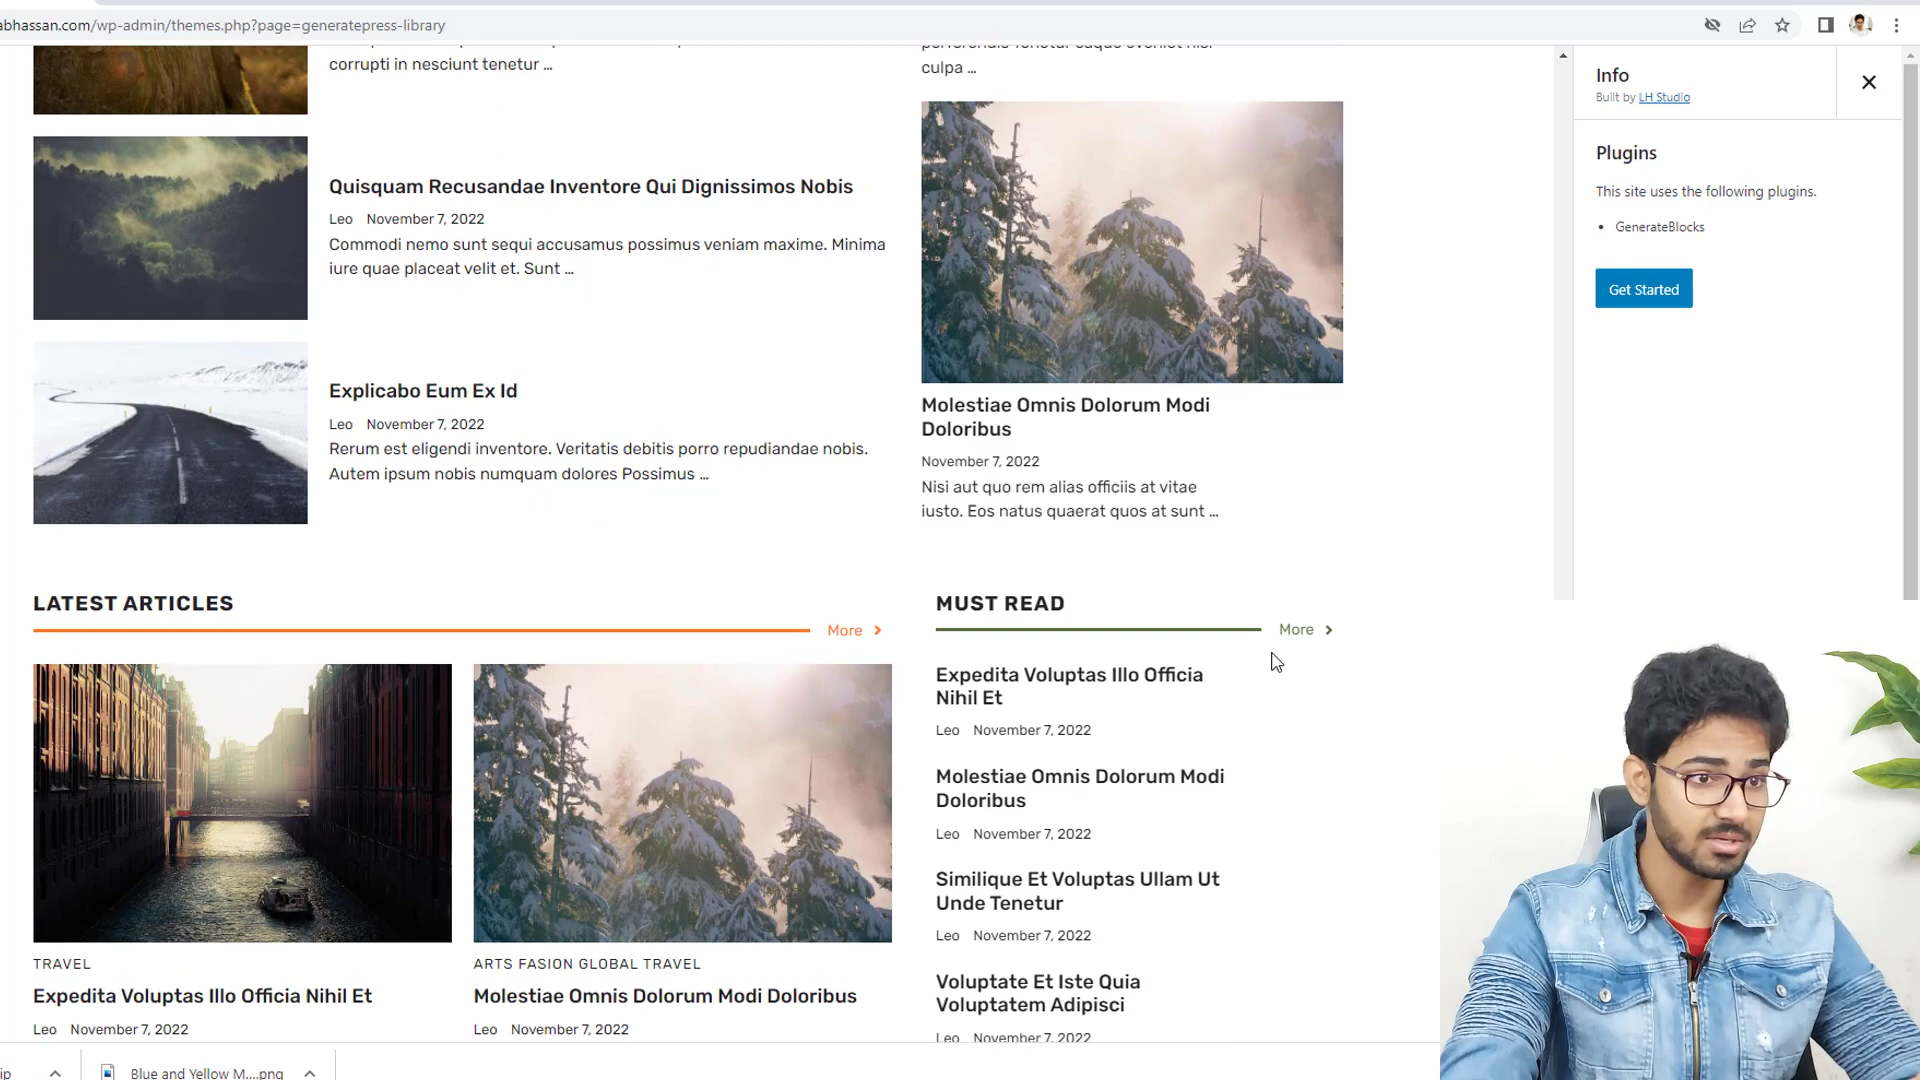 abhassan.com/wp-admin/themes.php?page=generatepress-library
corrupti in nesciunt tenetur ...
culpa ...
Info
Built by LH Studio
Plugins
This site uses the following plugins.
• GenerateBlocks
Get Started
Quisquam Recusandae Inventore Qui Dignissimos Nobis
Leo November 7, 2022
Commodi nemo sunt sequi accusamus possimus veniam maxime. Minima
iure quae placeat velit et. Sunt ...
Explicabo Eum Ex Id
Leo November 7, 2022
Rerum est eligendi inventore. Veritatis debitis porro repudiandae nobis.
Autem ipsum nobis numquam dolores Possimus ...
Molestiae Omnis Dolorum Modi
Doloribus
November 7, 2022
Nisi aut quo rem alias officiis at vitae
iusto. Eos natus quaerat quos at sunt ...
LATEST ARTICLES
More
TRAVEL
Expedita Voluptas Illo Officia Nihil Et
Leo November 7, 2022
ARTS FASION GLOBAL TRAVEL
Molestiae Omnis Dolorum Modi Doloribus
Leo November 7, 2022
MUST READ
More
Expedita Voluptas Illo Officia
Nihil Et
Leo November 7, 2022
Molestiae Omnis Dolorum Modi
Doloribus
Leo November 7, 2022
Similique Et Voluptas Ullam Ut
Unde Tenetur
Leo November 7, 2022
Voluptate Et Iste Quia
Voluptatem Adipisci
Leo November 7, 2022
ip
Blue and Yellow M....png